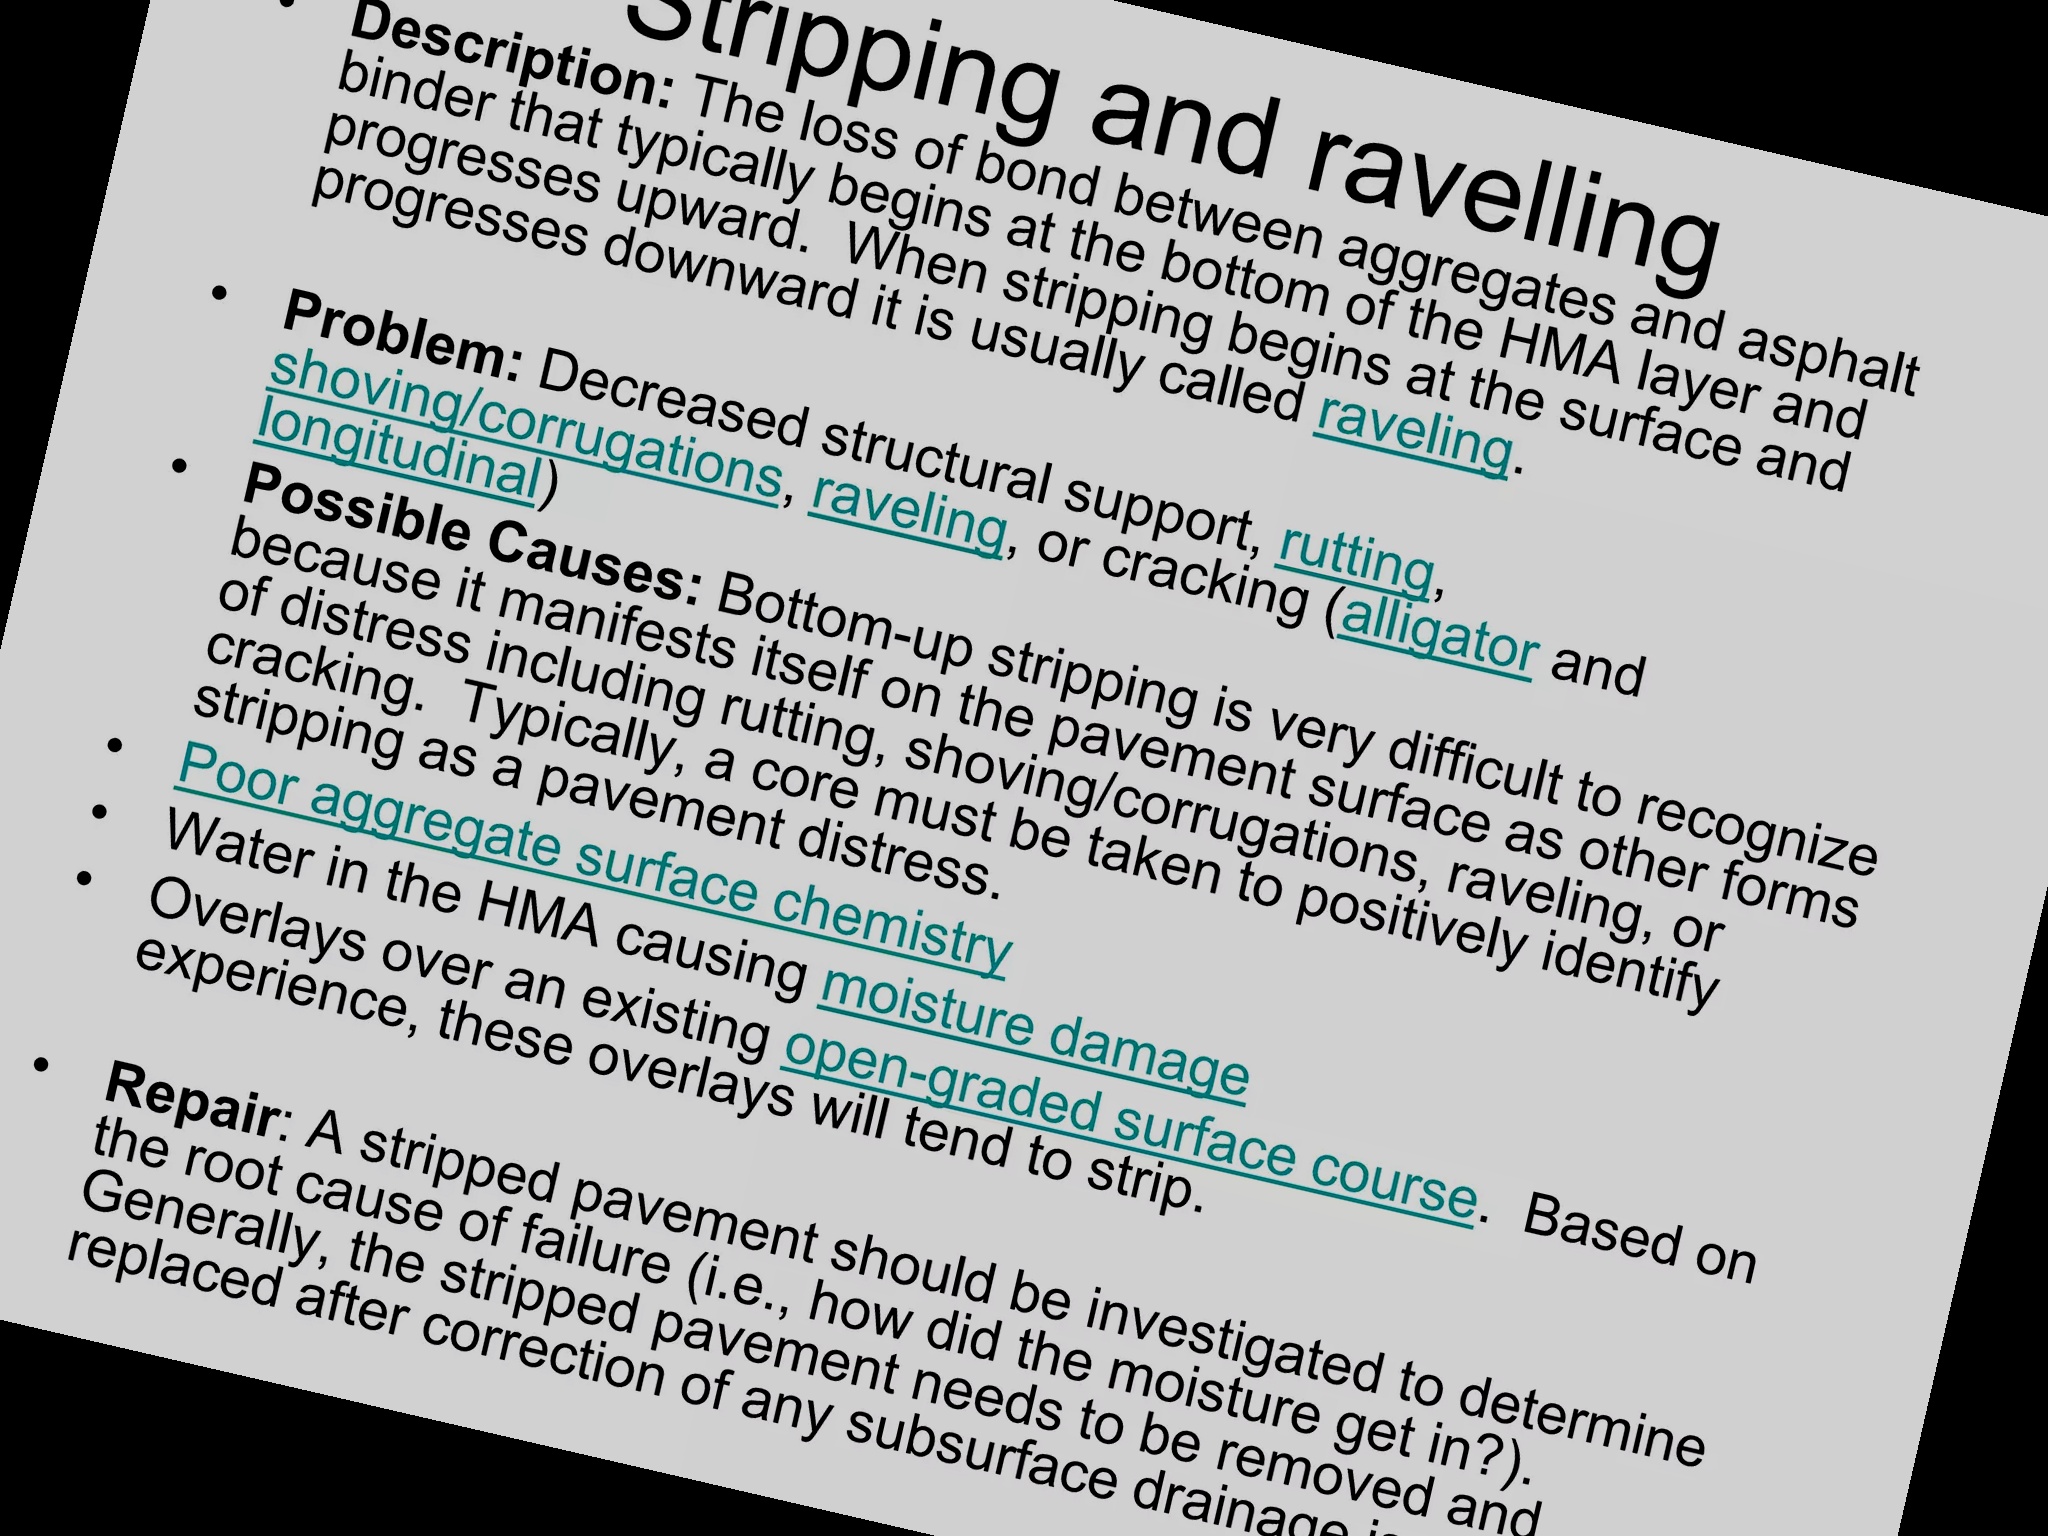 Stripping and ravelling
• Description: The loss of bond between aggregates and asphalt
binder that typically begins at the bottom of the HMA layer and
progresses upward. When stripping begins at the surface and
progresses downward it is usually called raveling.
• Problem: Decreased structural support, rutting,
shoving/corrugations, raveling, or cracking (alligator and
longitudinal)
• Possible Causes: Bottom-up stripping is very difficult to recognize
because it manifests itself on the pavement surface as other forms
of distress including rutting, shoving/corrugations, raveling, or
cracking. Typically, a core must be taken to positively identify
stripping as a pavement distress.
• Poor aggregate surface chemistry
• Water in the HMA causing moisture damage
• Overlays over an existing open-graded surface course. Based on
experience, these overlays will tend to strip.
• Repair: A stripped pavement should be investigated to determine
the root cause of failure (i.e., how did the moisture get in?).
Generally, the stripped pavement needs to be removed and
replaced after correction of any subsurface drainage